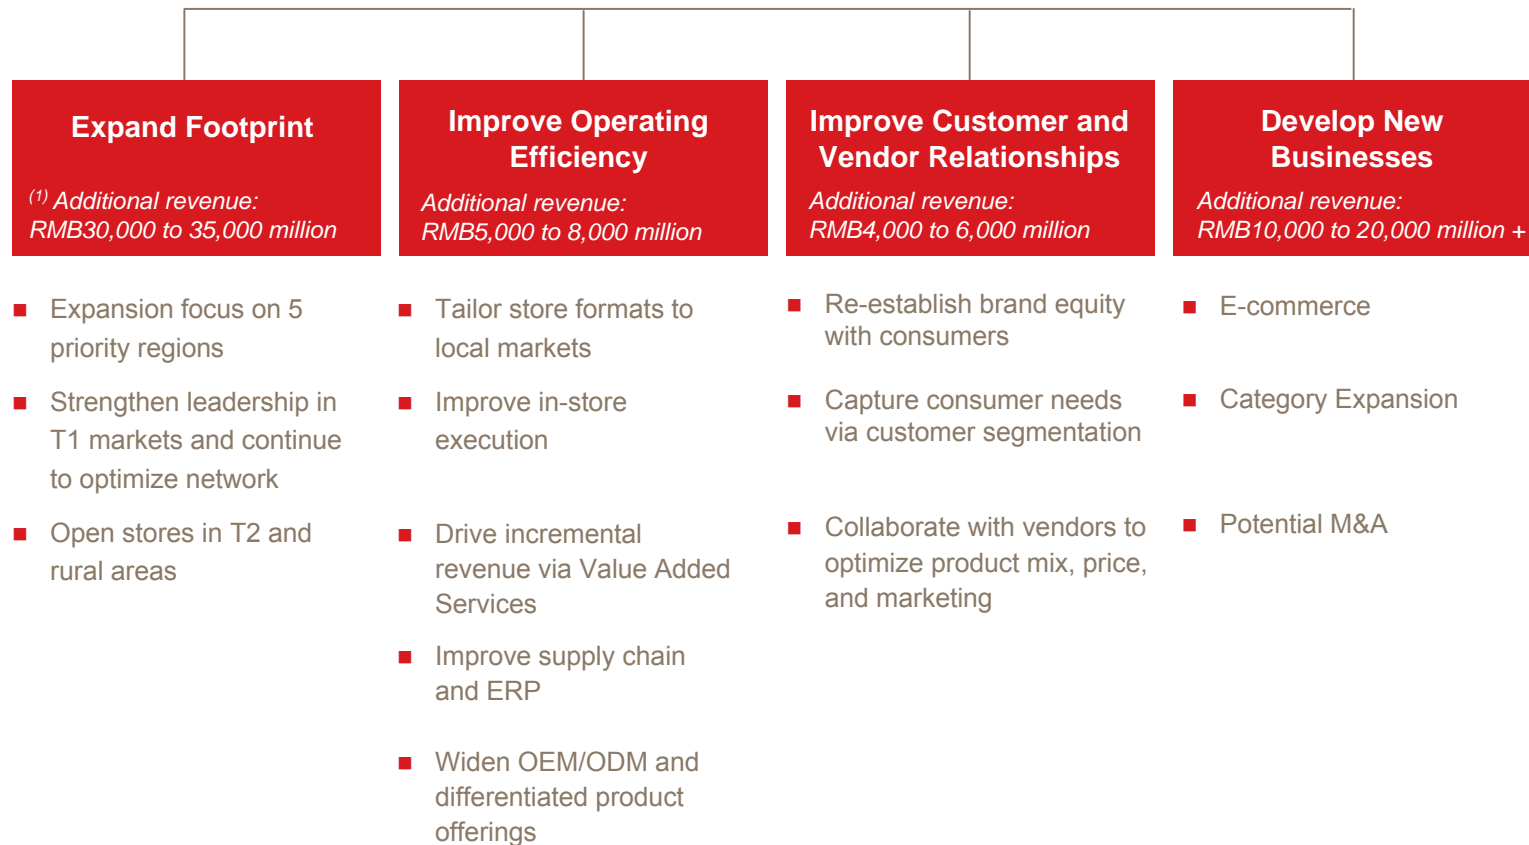 Expand Footprint
(1) Additional revenue:
RMB30,000 to 35,000 million
Expansion focus on 5
priority regions
Strengthen leadership in
T1 markets and continue
to optimize network
Open stores in T2 and
rural areas
Improve Operating
Efficiency
Additional revenue:
RMB5,000 to 8,000 million
Tailor store formats to
local markets
Improve in-store
execution
Drive incremental
revenue via Value Added
Services
Improve supply chain
and ERP
Widen OEM/ODM and
differentiated product
offerings
Improve Customer and
Vendor Relationships
Additional revenue:
RMB4,000 to 6,000 million
Re-establish brand equity
with consumers
Capture consumer needs
via customer segmentation
Collaborate with vendors to
optimize product mix, price,
and marketing
Develop New
Businesses
Additional revenue:
RMB10,000 to 20,000 million +
E-commerce
Category Expansion
Potential M&A